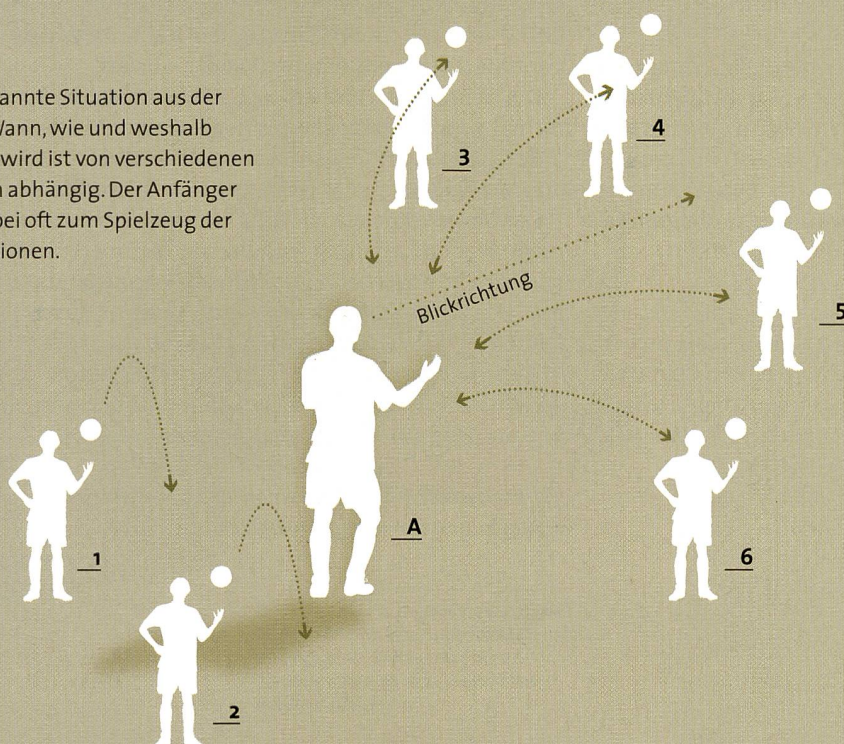 annte Situation aus der
Wann, wie und weshalb
wird ist von verschiedenen
abhängig. Der Anfänger
bei oft zum Spielzeug der
ionen.
3
4
Blickrichtung
5
A
1
6
2